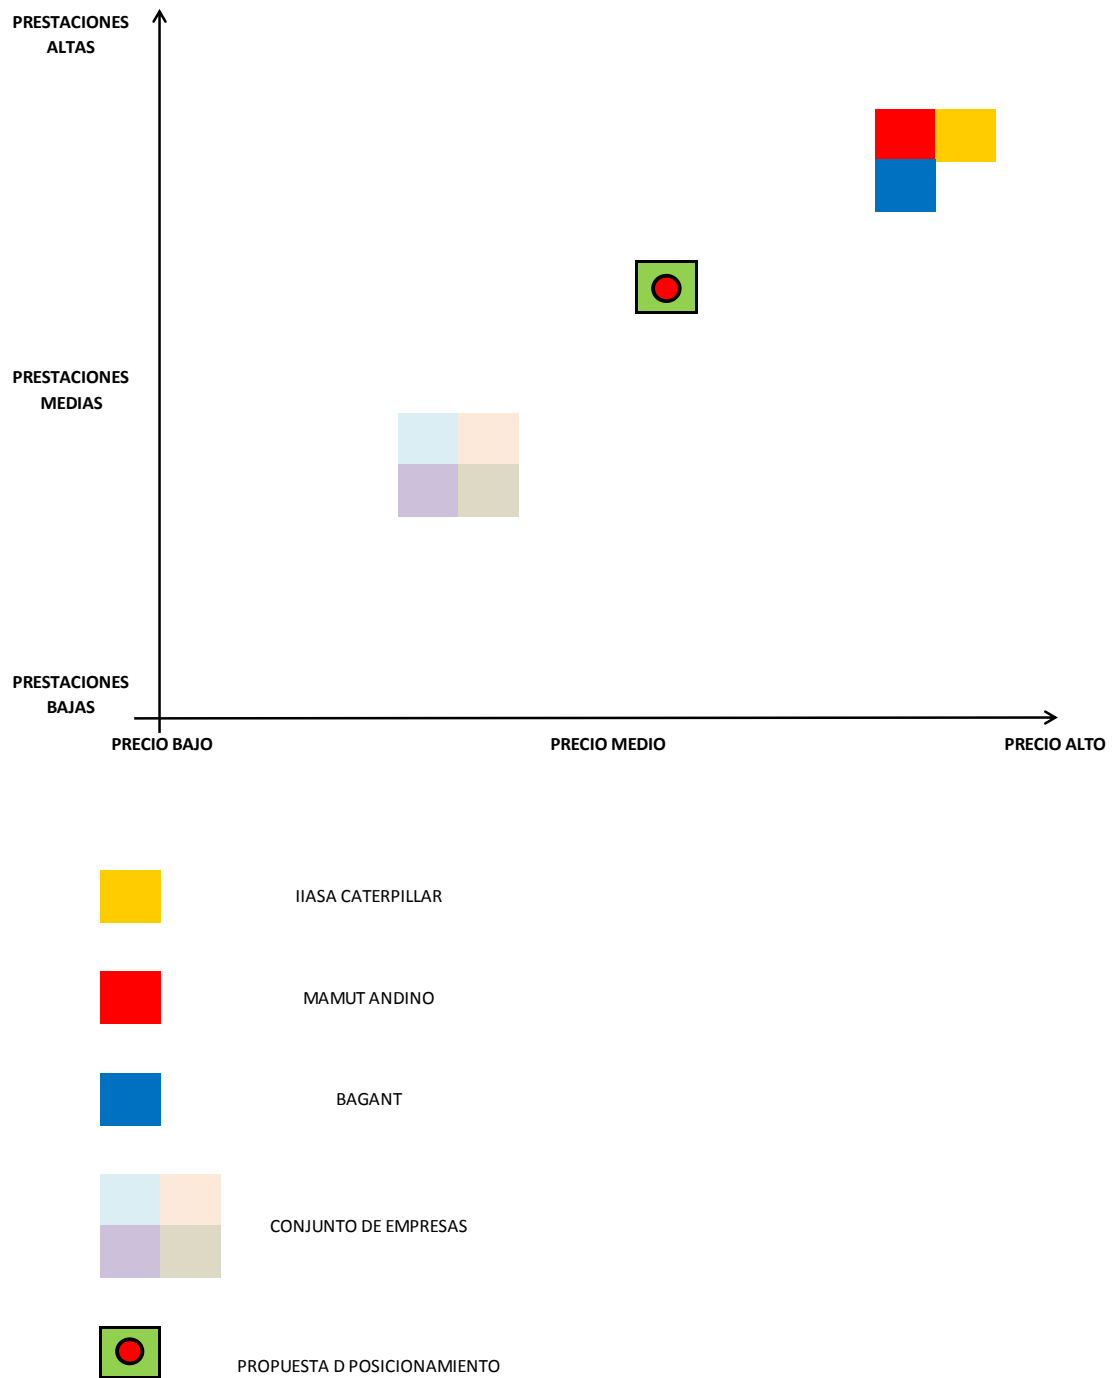 PRESTACIONES
ALTAS
PRESTACIONES
MEDIAS
PRESTACIONES
BAJAS
PRECIO BAJO
PRECIO MEDIO
PRECIO ALTO
IIASA CATERPILLAR
MAMUT ANDINO
BAGANT
CONJUNTO DE EMPRESAS
PROPUESTA D POSICIONAMIENTO